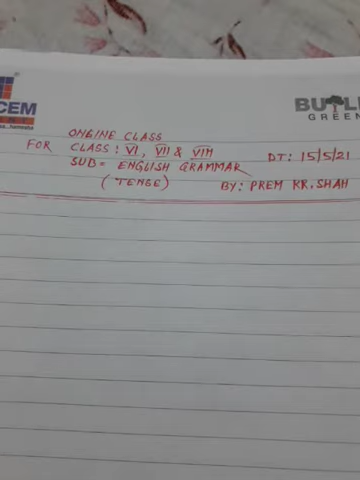 CEM
GREEN
ONLINE CLASS
FOR CLASS : VI, VII & VIII
SUB = ENGLISH GRAMMAR DT: 15/5/21
(TENSE) BY: PREM KR. SHAH